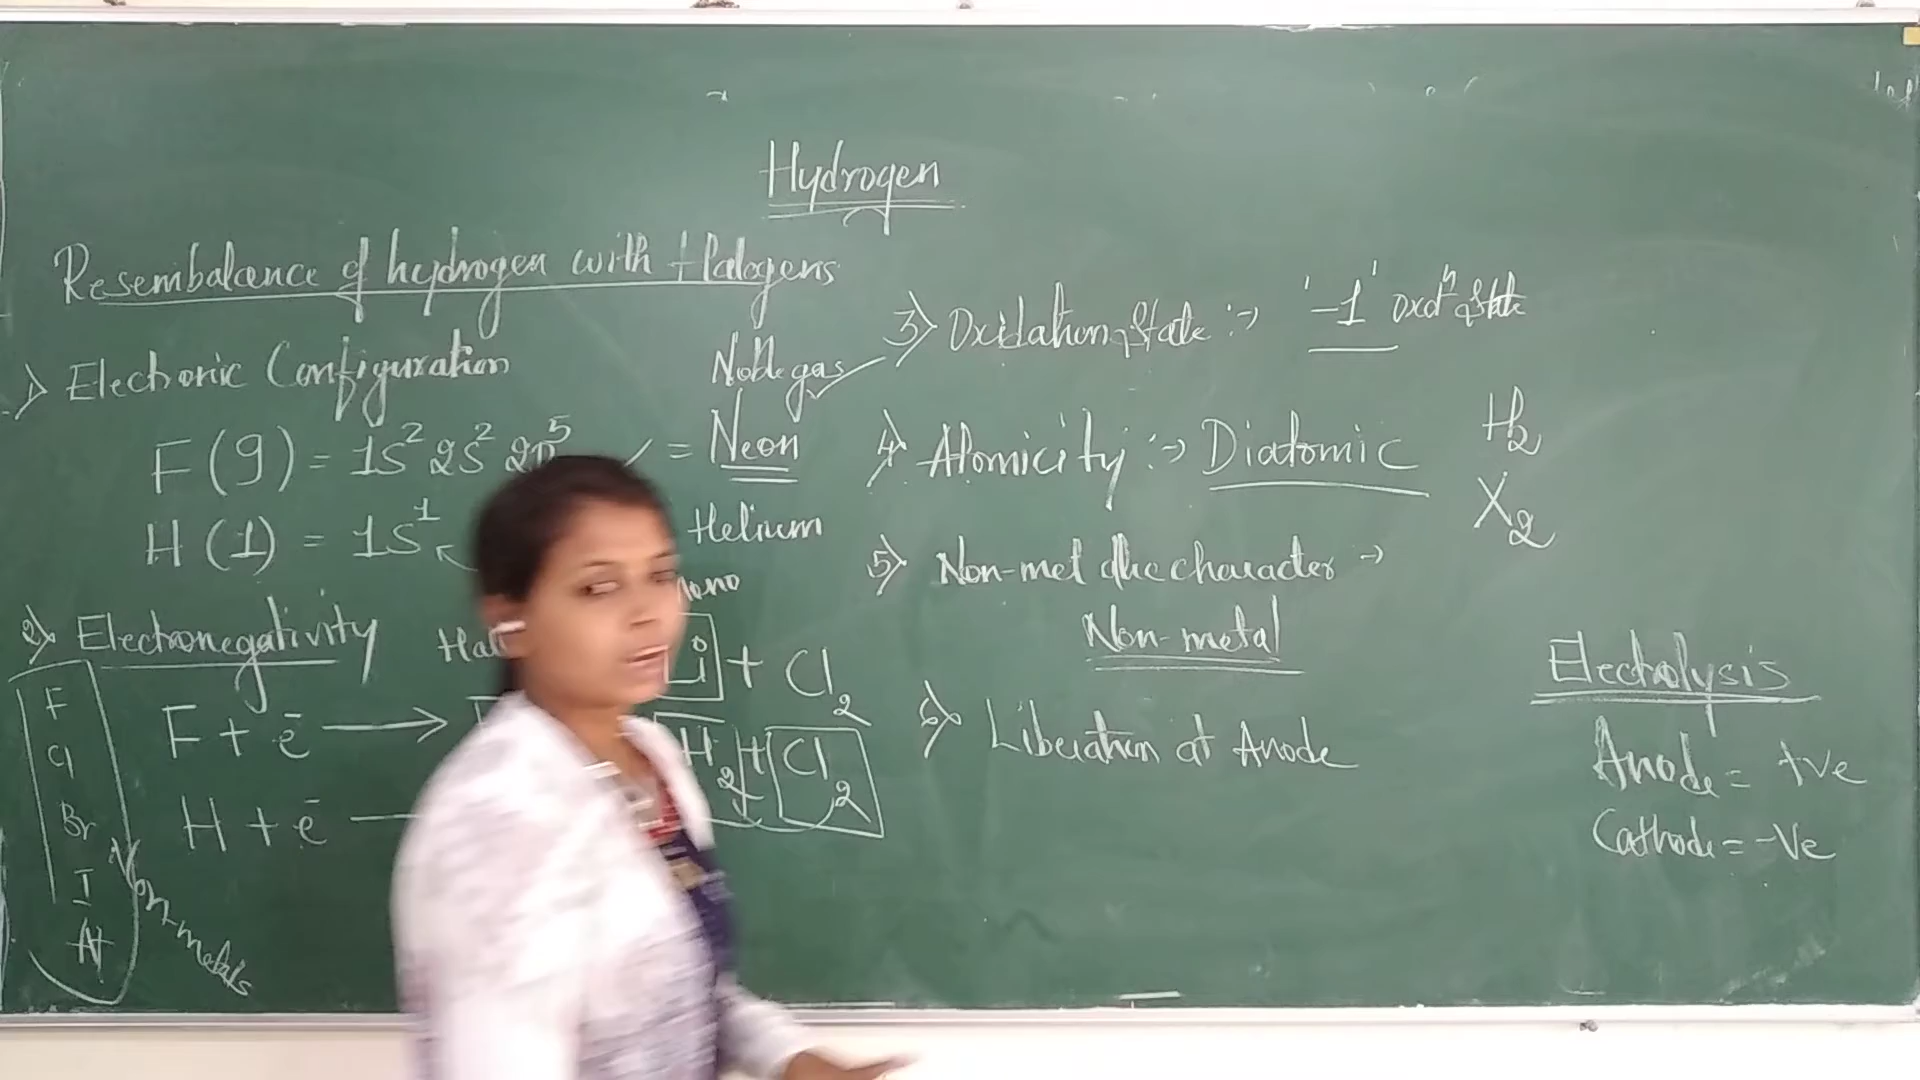 Hydrogen
Resembalance of hydrogen with Halogens
1) Electronic Configuration
F (9) = 1s² 2s² 2p⁵ ✓ = Neon
Noble gas
H (1) = 1s¹
Helium
2) Electronegativity
F
Cl
Br
I
At
Non-metals
F + ē →
H + ē
Li + Cl₂
H₂ + Cl₂
3) Oxidation State :→ '-1' oxdⁿ State
4) Atomicity :→ Diatomic
H₂
X₂
5) Non-metallic character →
Non-metal
6) Liberation at Anode
Electrolysis
Anode = +ve
Cathode = -Ve